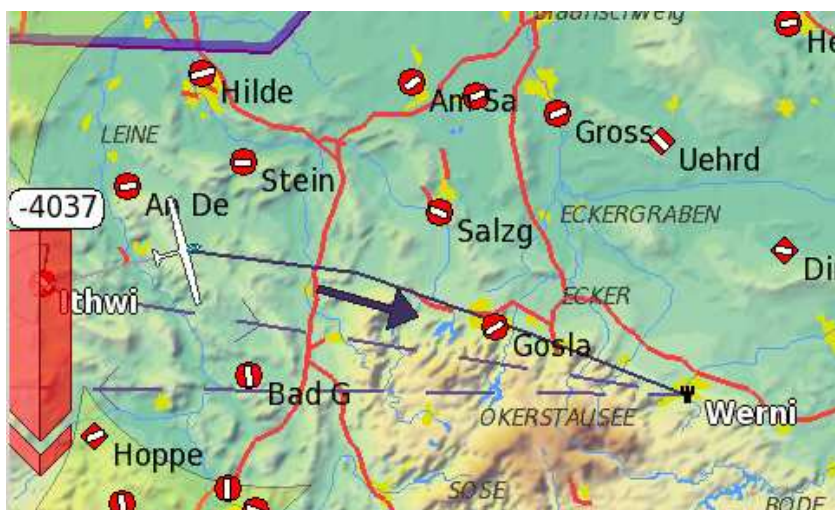 Braunschweig
He
Hilde
Am Sa
LEINE
Gross
Uehrd
Stein
An De
-4037
ECKERGRABEN
Salzg
Di
Ithwi
ECKER
Gosla
Bad G
OKERSTAUSEE
Werni
Hoppe
SÖSE
BODE